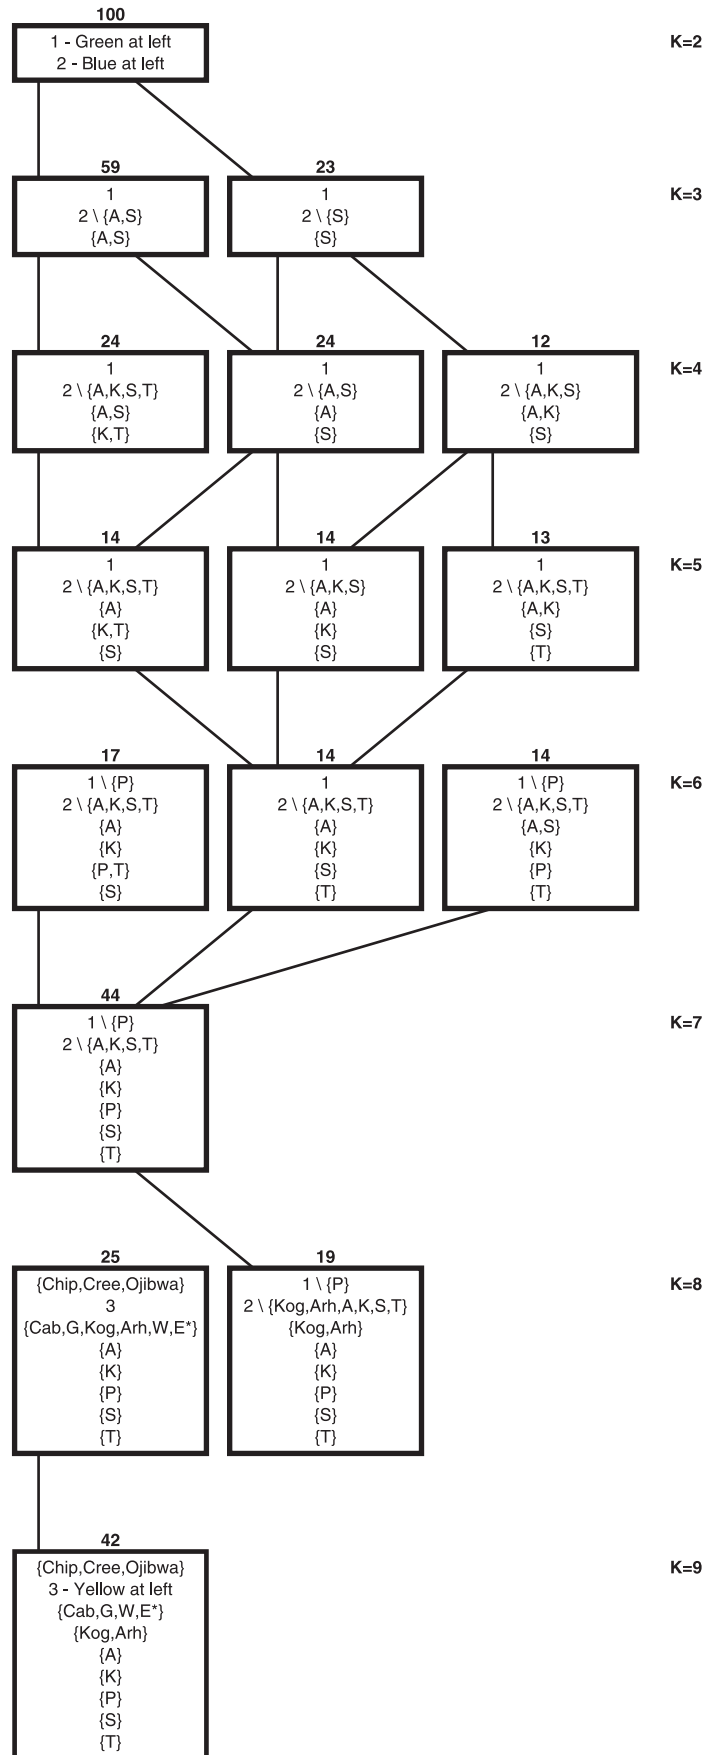 100
1 - Green at left
2 - Blue at left
K=2
59
1
2 \ {A,S}
{A,S}
23
1
2 \ {S}
{S}
K=3
24
1
2 \ {A,K,S,T}
{A,S}
{K,T}
24
1
2 \ {A,S}
{A}
{S}
12
1
2 \ {A,K,S}
{A,K}
{S}
K=4
14
1
2 \ {A,K,S,T}
{A}
{K,T}
{S}
14
1
2 \ {A,K,S}
{A}
{K}
{S}
13
1
2 \ {A,K,S,T}
{A,K}
{S}
{T}
K=5
17
1 \ {P}
2 \ {A,K,S,T}
{A}
{K}
{P,T}
{S}
14
1
2 \ {A,K,S,T}
{A}
{K}
{S}
{T}
14
1 \ {P}
2 \ {A,K,S,T}
{A,S}
{K}
{P}
{T}
K=6
44
1 \ {P}
2 \ {A,K,S,T}
{A}
{K}
{P}
{S}
{T}
K=7
25
{Chip,Cree,Ojibwa}
3
{Cab,G,Kog,Arh,W,E*}
{A}
{K}
{P}
{S}
{T}
19
1 \ {P}
2 \ {Kog,Arh,A,K,S,T}
{Kog,Arh}
{A}
{K}
{P}
{S}
{T}
K=8
42
{Chip,Cree,Ojibwa}
3 - Yellow at left
{Cab,G,W,E*}
{Kog,Arh}
{A}
{K}
{P}
{S}
{T}
K=9